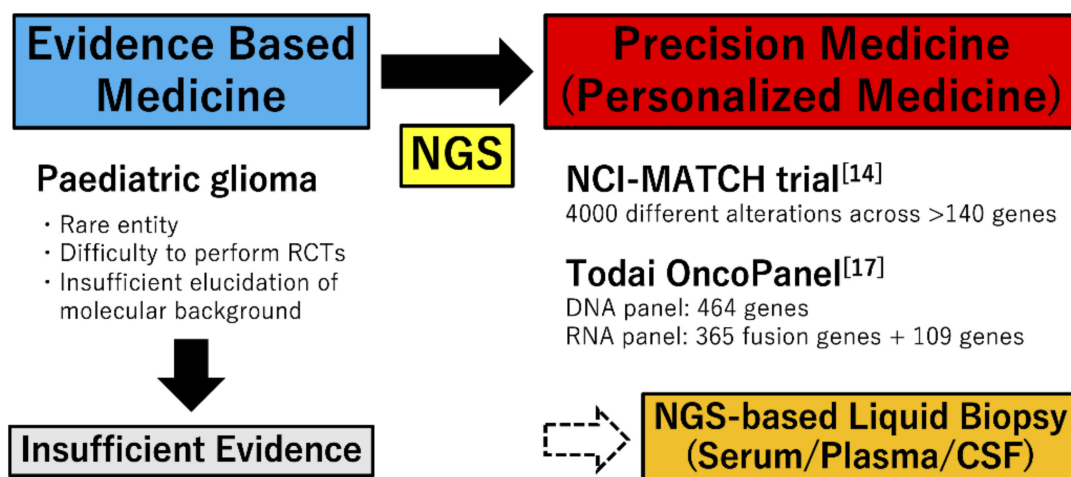 Evidence Based
Medicine
NGS
Precision Medicine
(Personalized Medicine)
Paediatric glioma
・Rare entity
・Difficulty to perform RCTs
・Insufficient elucidation of
molecular background
Insufficient Evidence
NCI-MATCH trial[14]
4000 different alterations across >140 genes
Todai OncoPanel[17]
DNA panel: 464 genes
RNA panel: 365 fusion genes + 109 genes
NGS-based Liquid Biopsy
(Serum/Plasma/CSF)